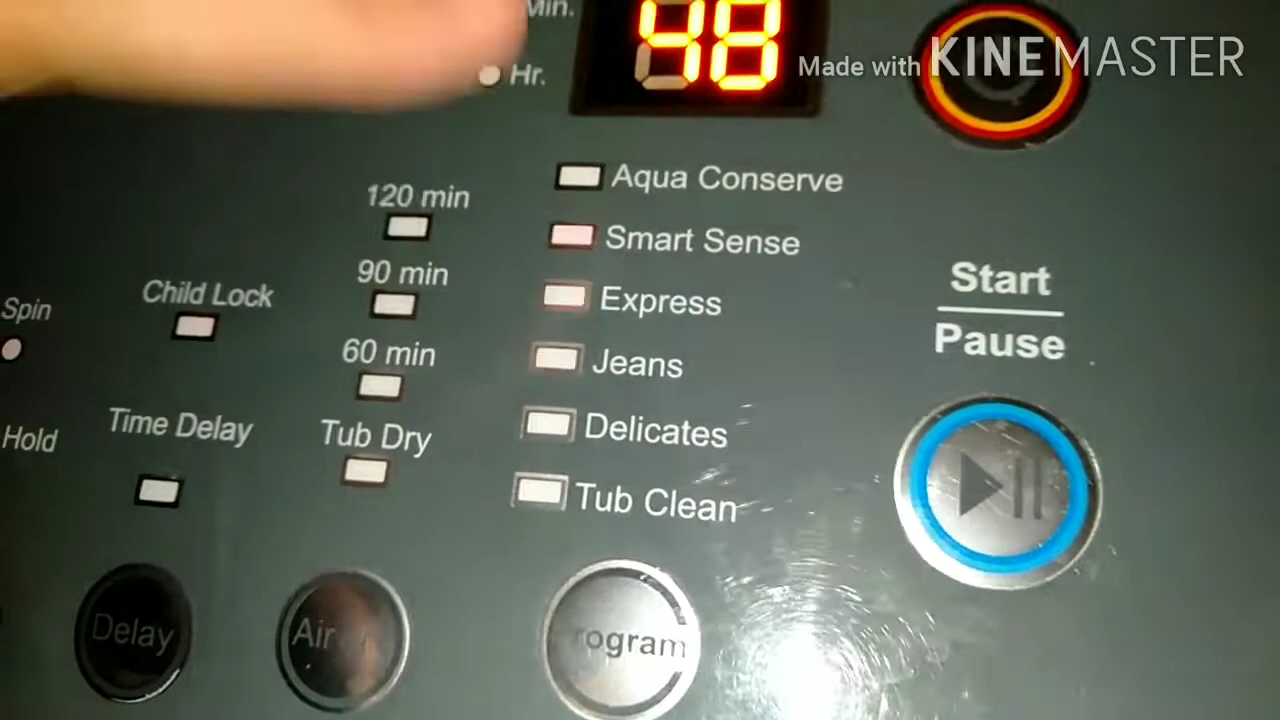 Min.
48
Hr.
Made with KINEMASTER
Aqua Conserve
120 min
Smart Sense
90 min
Start
Child Lock
Express
Spin
Pause
60 min
Jeans
Time Delay
Tub Dry
Delicates
Hold
Tub Clean
Delay
Air
rogram